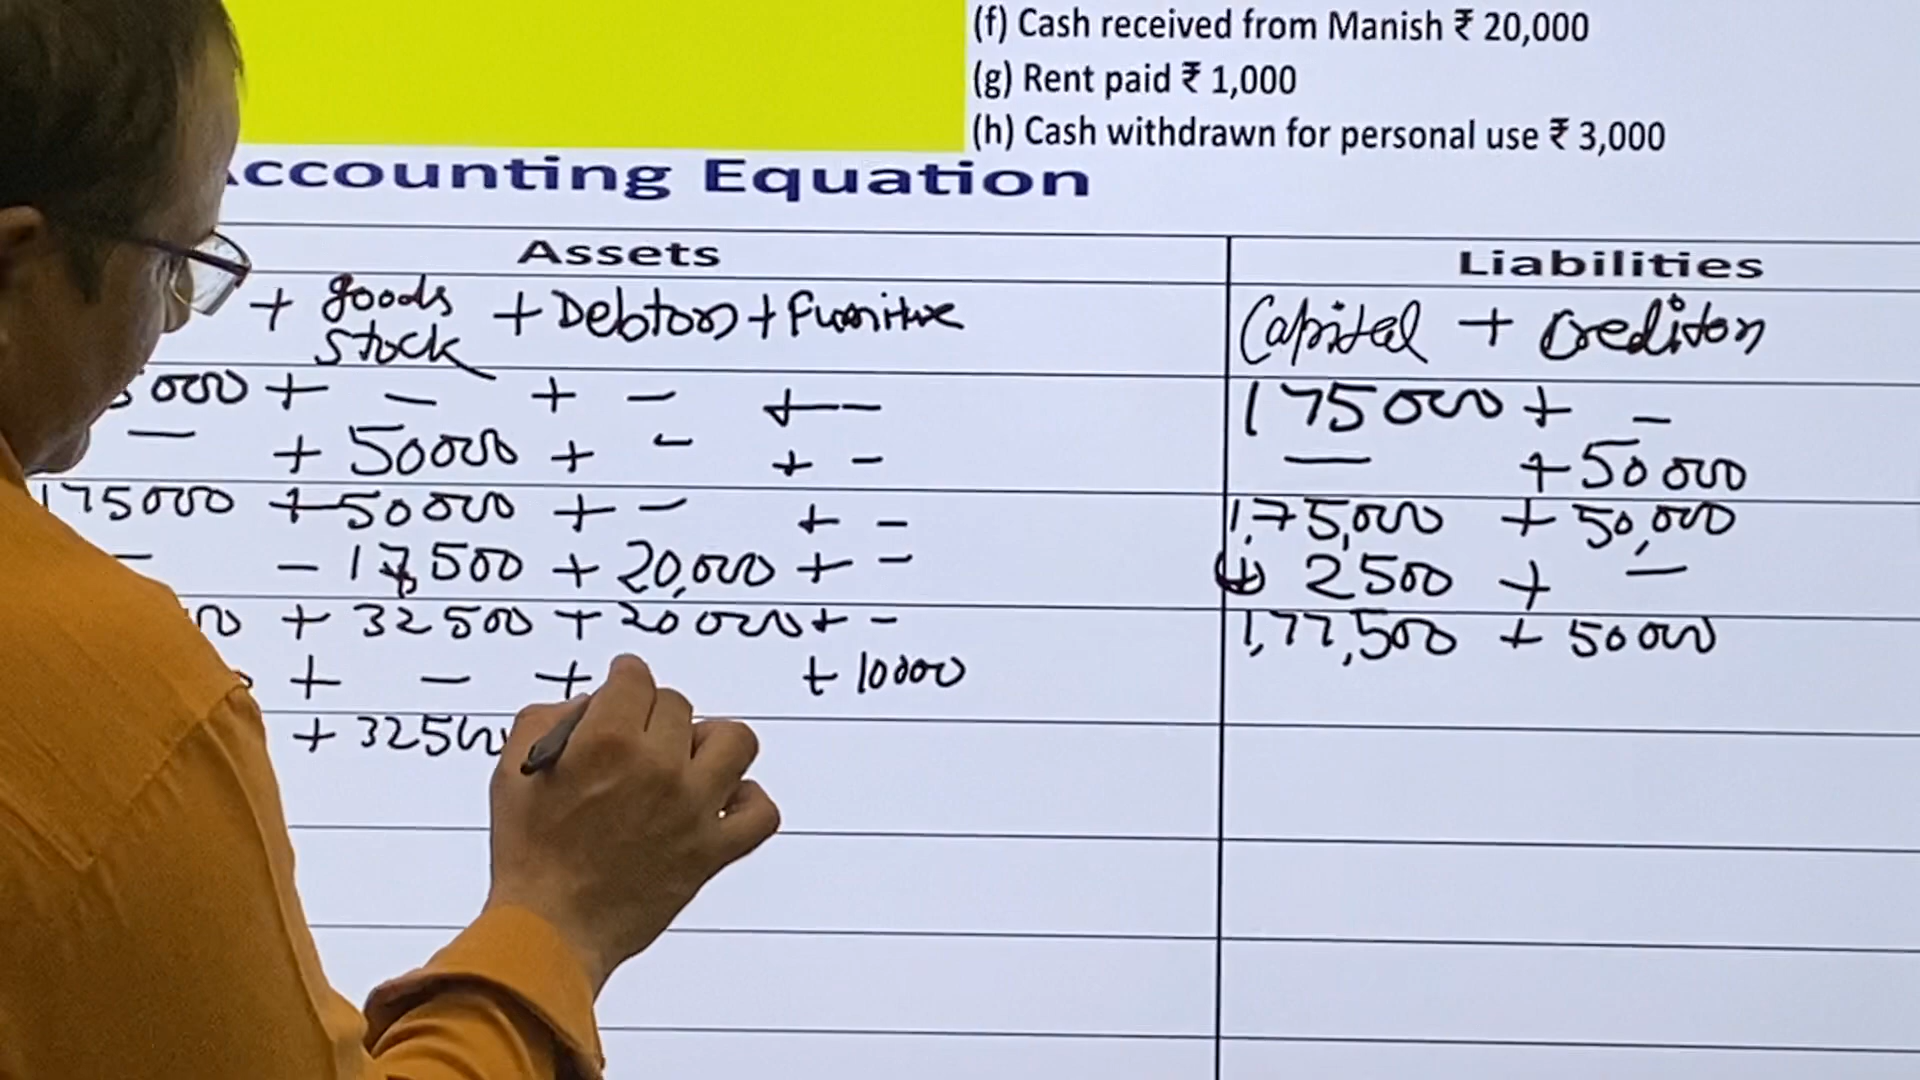 (f) Cash received from Manish ₹ 20,000
(g) Rent paid ₹ 1,000
(h) Cash withdrawn for personal use ₹ 3,000
ccounting Equation
Assets
Liabilities
+ goods stock + Debtors + Furniture
Capital + Creditors
5000 + - + - + -
175000 + -
- + 50000 + - + -
- + 50000
175000 + 50000 + - + -
1,75,000 + 50,000
- - 17,500 + 20,000 + -
(+) 2500 + -
+ 32500 + 20000 + -
1,77,500 + 50000
+ - + + 10000
+ 32500